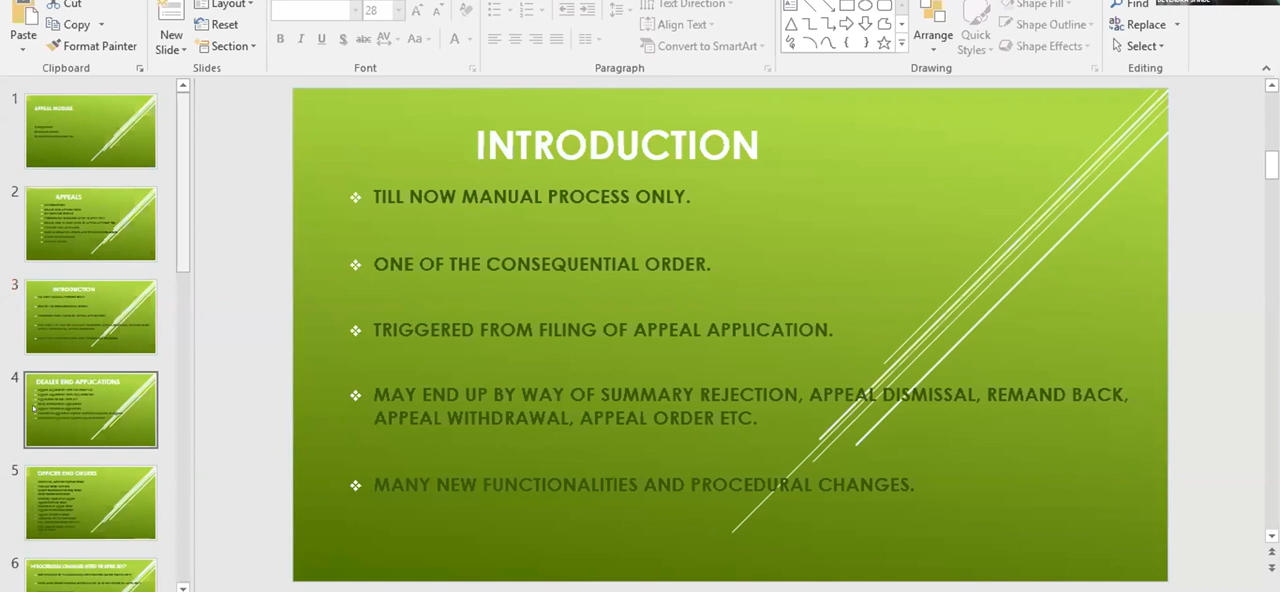 Cut
Layout
Text Direction
Shape Fill
Find
Copy
Reset
28
Align Text
Shape Outline
Replace
Paste
Format Painter
New
Slide
Section
B I U S abc AV Aa A
Convert to SmartArt
Arrange
Quick
Styles
Shape Effects
Select
Clipboard
Slides
Font
Paragraph
Drawing
Editing
1
APPEAL MODULE
2
APPEALS
3
INTRODUCTION
4
DEALER END APPLICATIONS
5
OFFICER END ORDERS
6
INTRODUCTION
TILL NOW MANUAL PROCESS ONLY.
ONE OF THE CONSEQUENTIAL ORDER.
TRIGGERED FROM FILING OF APPEAL APPLICATION.
MAY END UP BY WAY OF SUMMARY REJECTION, APPEAL DISMISSAL, REMAND BACK,
APPEAL WITHDRAWAL, APPEAL ORDER ETC.
MANY NEW FUNCTIONALITIES AND PROCEDURAL CHANGES.